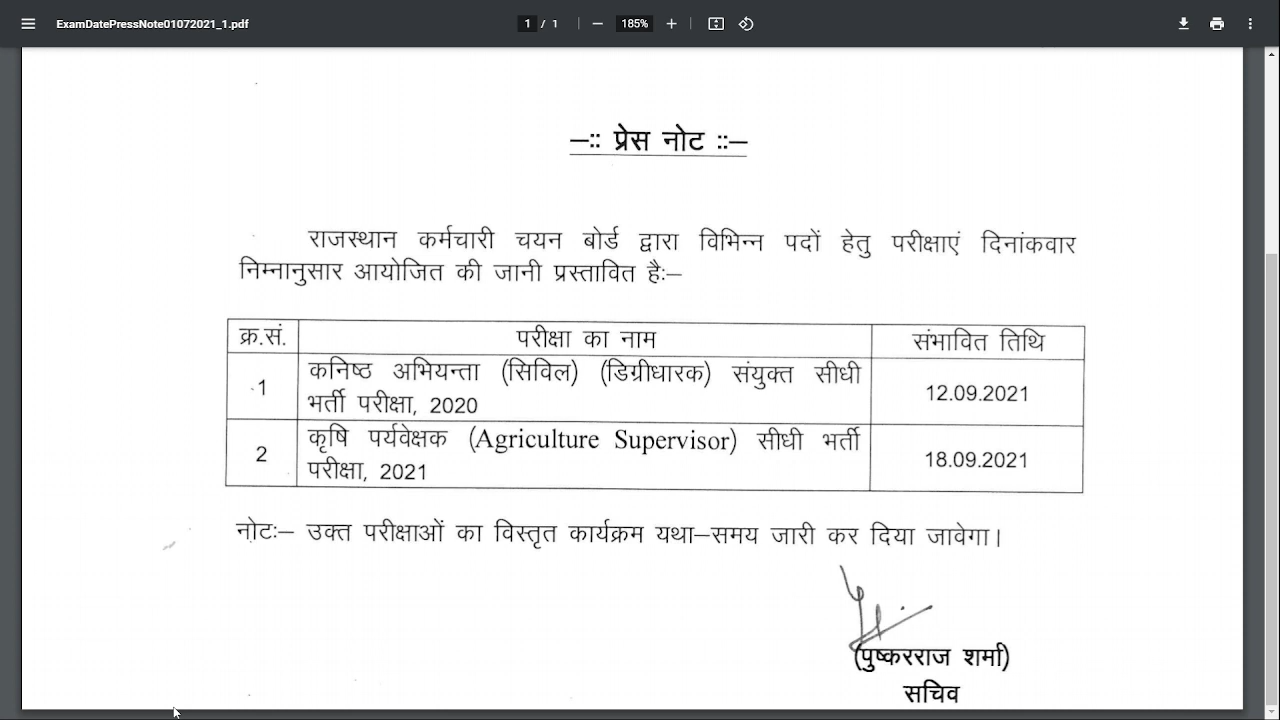 ExamDatePressNote01072021_1.pdf
1 / 1
185%
—:: प्रेस नोट ::—
राजस्थान कर्मचारी चयन बोर्ड द्वारा विभिन्न पदों हेतु परीक्षाएं दिनांकवार
निम्नानुसार आयोजित की जानी प्रस्तावित है:—
क्र.सं. परीक्षा का नाम संभावित तिथि
1 कनिष्ठ अभियन्ता (सिविल) (डिग्रीधारक) संयुक्त सीधी
भर्ती परीक्षा, 2020 12.09.2021
2 कृषि पर्यवेक्षक (Agriculture Supervisor) सीधी भर्ती
परीक्षा, 2021 18.09.2021
नोटः— उक्त परीक्षाओं का विस्तृत कार्यक्रम यथा—समय जारी कर दिया जावेगा।
(पुष्करराज शर्मा)
सचिव